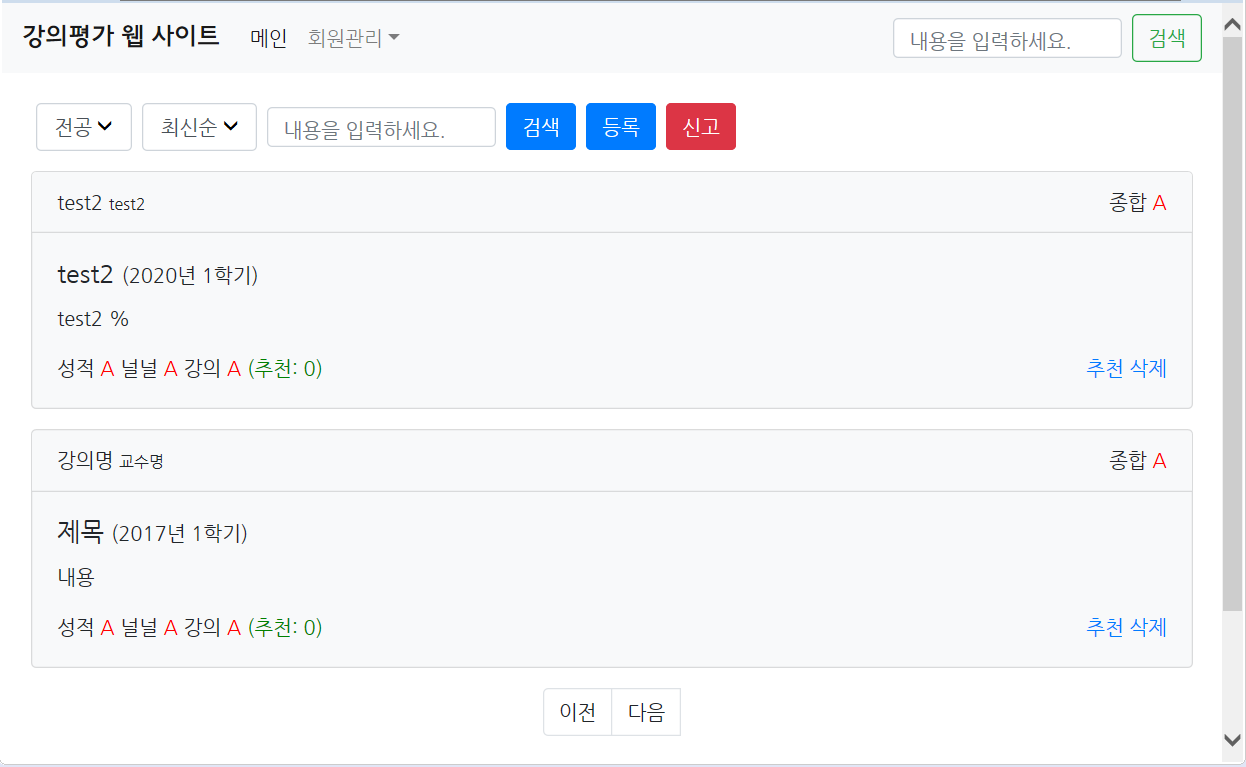 강의평가 웹 사이트 메인 회원관리 내용을 입력하세요. 검색
전공 최신순 내용을 입력하세요. 검색 등록 신고
test2 test2 종합 A
test2 (2020년 1학기)
test2 %
성적 A 널널 A 강의 A (추천: 0) 추천 삭제
강의명 교수명 종합 A
제목 (2017년 1학기)
내용
성적 A 널널 A 강의 A (추천: 0) 추천 삭제
이전 다음